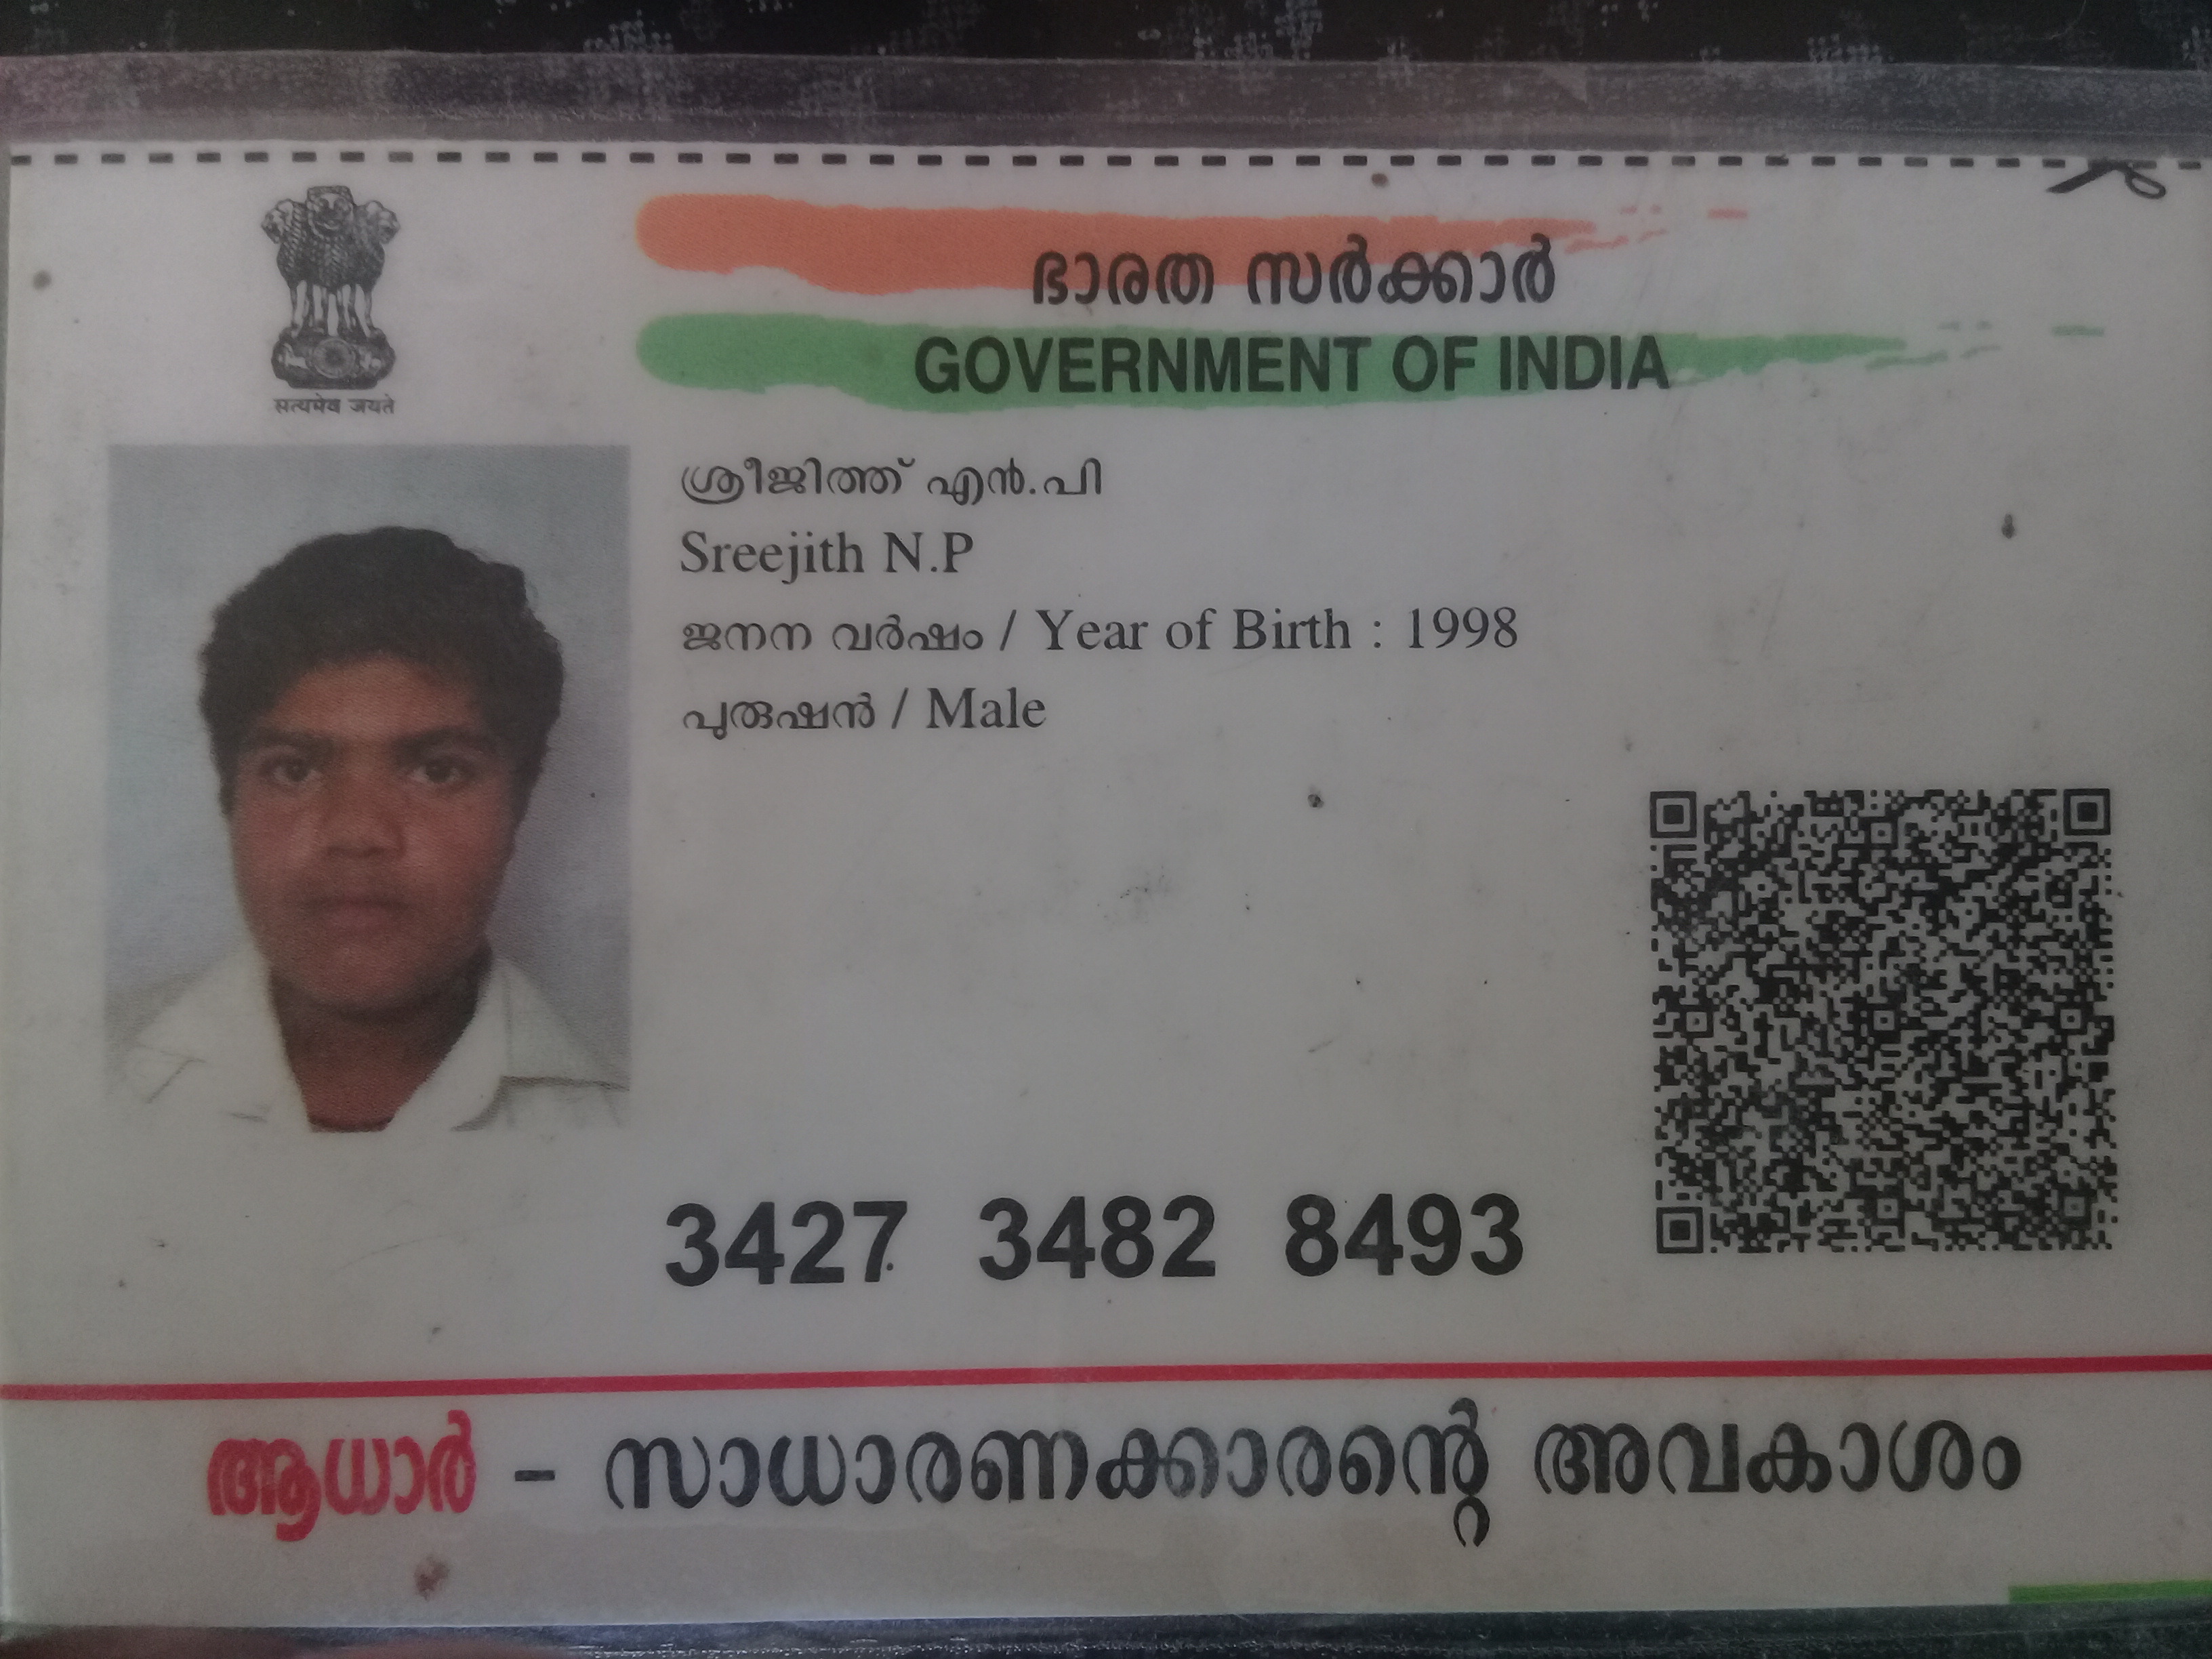 ഭാരത സർക്കാർ
GOVERNMENT OF INDIA
सत्यमेव जयते
ശ്രീജിത്ത് എൻ.പി
Sreejith N.P
ജനന വർഷം / Year of Birth : 1998
പുരുഷൻ / Male
3427 3482 8493
ആധാർ - സാധാരണക്കാരന്റെ അവകാശം